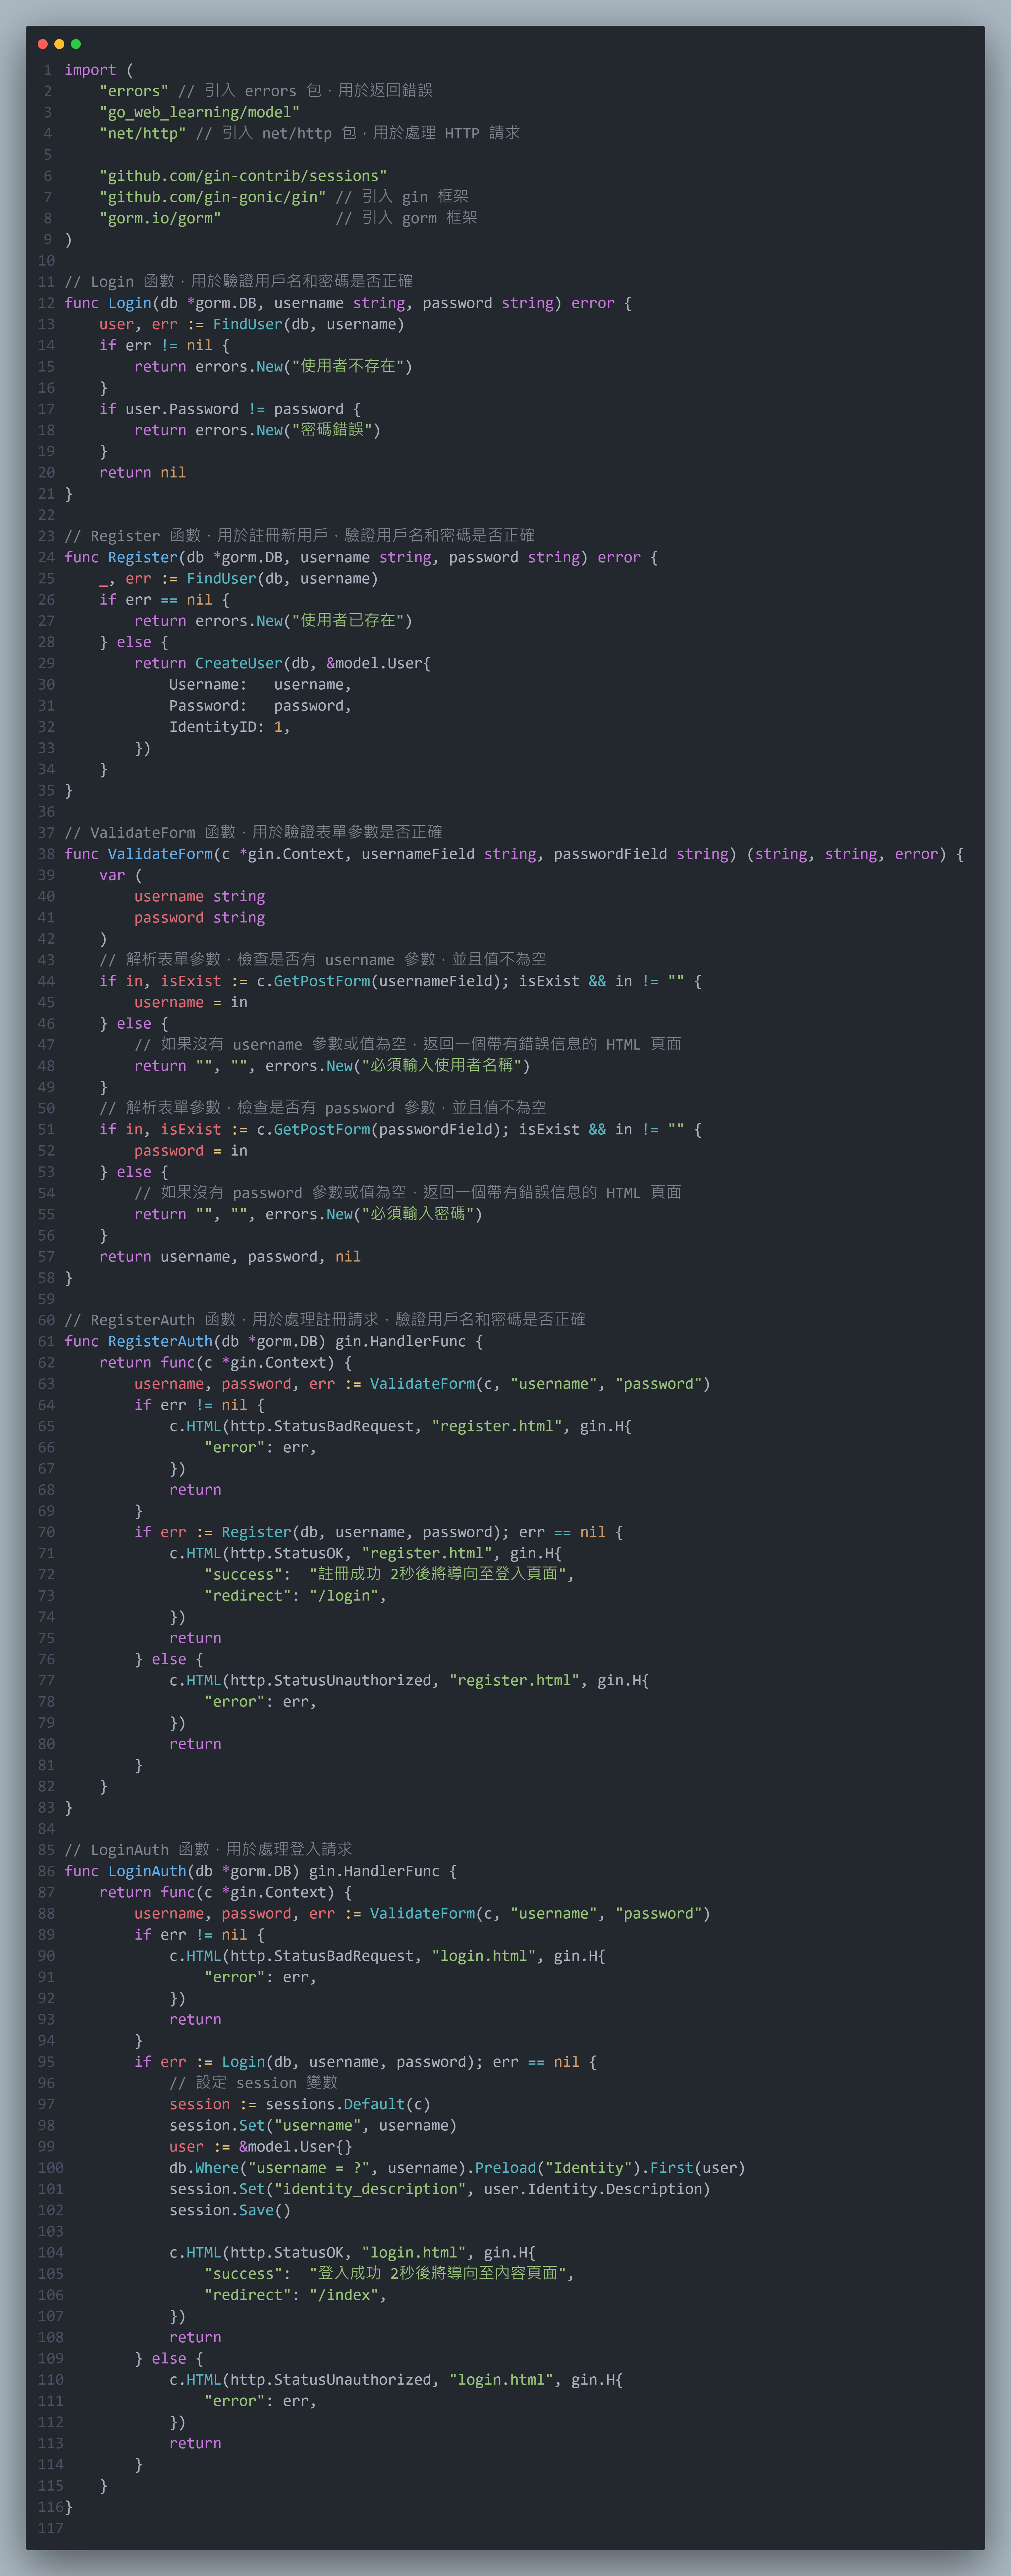 1 import (
2     "errors" // 引入 errors 包，用於返回錯誤
3     "go_web_learning/model"
4     "net/http" // 引入 net/http 包，用於處理 HTTP 請求
5
6     "github.com/gin-contrib/sessions"
7     "github.com/gin-gonic/gin" // 引入 gin 框架
8     "gorm.io/gorm"             // 引入 gorm 框架
9 )
10
11 // Login 函數，用於驗證用戶名和密碼是否正確
12 func Login(db *gorm.DB, username string, password string) error {
13     user, err := FindUser(db, username)
14     if err != nil {
15         return errors.New("使用者不存在")
16     }
17     if user.Password != password {
18         return errors.New("密碼錯誤")
19     }
20     return nil
21 }
22
23 // Register 函數，用於註冊新用戶，驗證用戶名和密碼是否正確
24 func Register(db *gorm.DB, username string, password string) error {
25     _, err := FindUser(db, username)
26     if err == nil {
27         return errors.New("使用者已存在")
28     } else {
29         return CreateUser(db, &model.User{
30             Username:   username,
31             Password:   password,
32             IdentityID: 1,
33         })
34     }
35 }
36
37 // ValidateForm 函數，用於驗證表單參數是否正確
38 func ValidateForm(c *gin.Context, usernameField string, passwordField string) (string, string, error) {
39     var (
40         username string
41         password string
42     )
43     // 解析表單參數，檢查是否有 username 參數，並且值不為空
44     if in, isExist := c.GetPostForm(usernameField); isExist && in != "" {
45         username = in
46     } else {
47         // 如果沒有 username 參數或值為空，返回一個帶有錯誤信息的 HTML 頁面
48         return "", "", errors.New("必須輸入使用者名稱")
49     }
50     // 解析表單參數，檢查是否有 password 參數，並且值不為空
51     if in, isExist := c.GetPostForm(passwordField); isExist && in != "" {
52         password = in
53     } else {
54         // 如果沒有 password 參數或值為空，返回一個帶有錯誤信息的 HTML 頁面
55         return "", "", errors.New("必須輸入密碼")
56     }
57     return username, password, nil
58 }
59
60 // RegisterAuth 函數，用於處理註冊請求，驗證用戶名和密碼是否正確
61 func RegisterAuth(db *gorm.DB) gin.HandlerFunc {
62     return func(c *gin.Context) {
63         username, password, err := ValidateForm(c, "username", "password")
64         if err != nil {
65             c.HTML(http.StatusBadRequest, "register.html", gin.H{
66                 "error": err,
67             })
68             return
69         }
70         if err := Register(db, username, password); err == nil {
71             c.HTML(http.StatusOK, "register.html", gin.H{
72                 "success":  "註冊成功 2秒後將導向至登入頁面",
73                 "redirect": "/login",
74             })
75             return
76         } else {
77             c.HTML(http.StatusUnauthorized, "register.html", gin.H{
78                 "error": err,
79             })
80             return
81         }
82     }
83 }
84
85 // LoginAuth 函數，用於處理登入請求
86 func LoginAuth(db *gorm.DB) gin.HandlerFunc {
87     return func(c *gin.Context) {
88         username, password, err := ValidateForm(c, "username", "password")
89         if err != nil {
90             c.HTML(http.StatusBadRequest, "login.html", gin.H{
91                 "error": err,
92             })
93             return
94         }
95         if err := Login(db, username, password); err == nil {
96             // 設定 session 變數
97             session := sessions.Default(c)
98             session.Set("username", username)
99             user := &model.User{}
100             db.Where("username = ?", username).Preload("Identity").First(user)
101             session.Set("identity_description", user.Identity.Description)
102             session.Save()
103
104             c.HTML(http.StatusOK, "login.html", gin.H{
105                 "success":  "登入成功 2秒後將導向至內容頁面",
106                 "redirect": "/index",
107             })
108             return
109         } else {
110             c.HTML(http.StatusUnauthorized, "login.html", gin.H{
111                 "error": err,
112             })
113             return
114         }
115     }
116 }
117